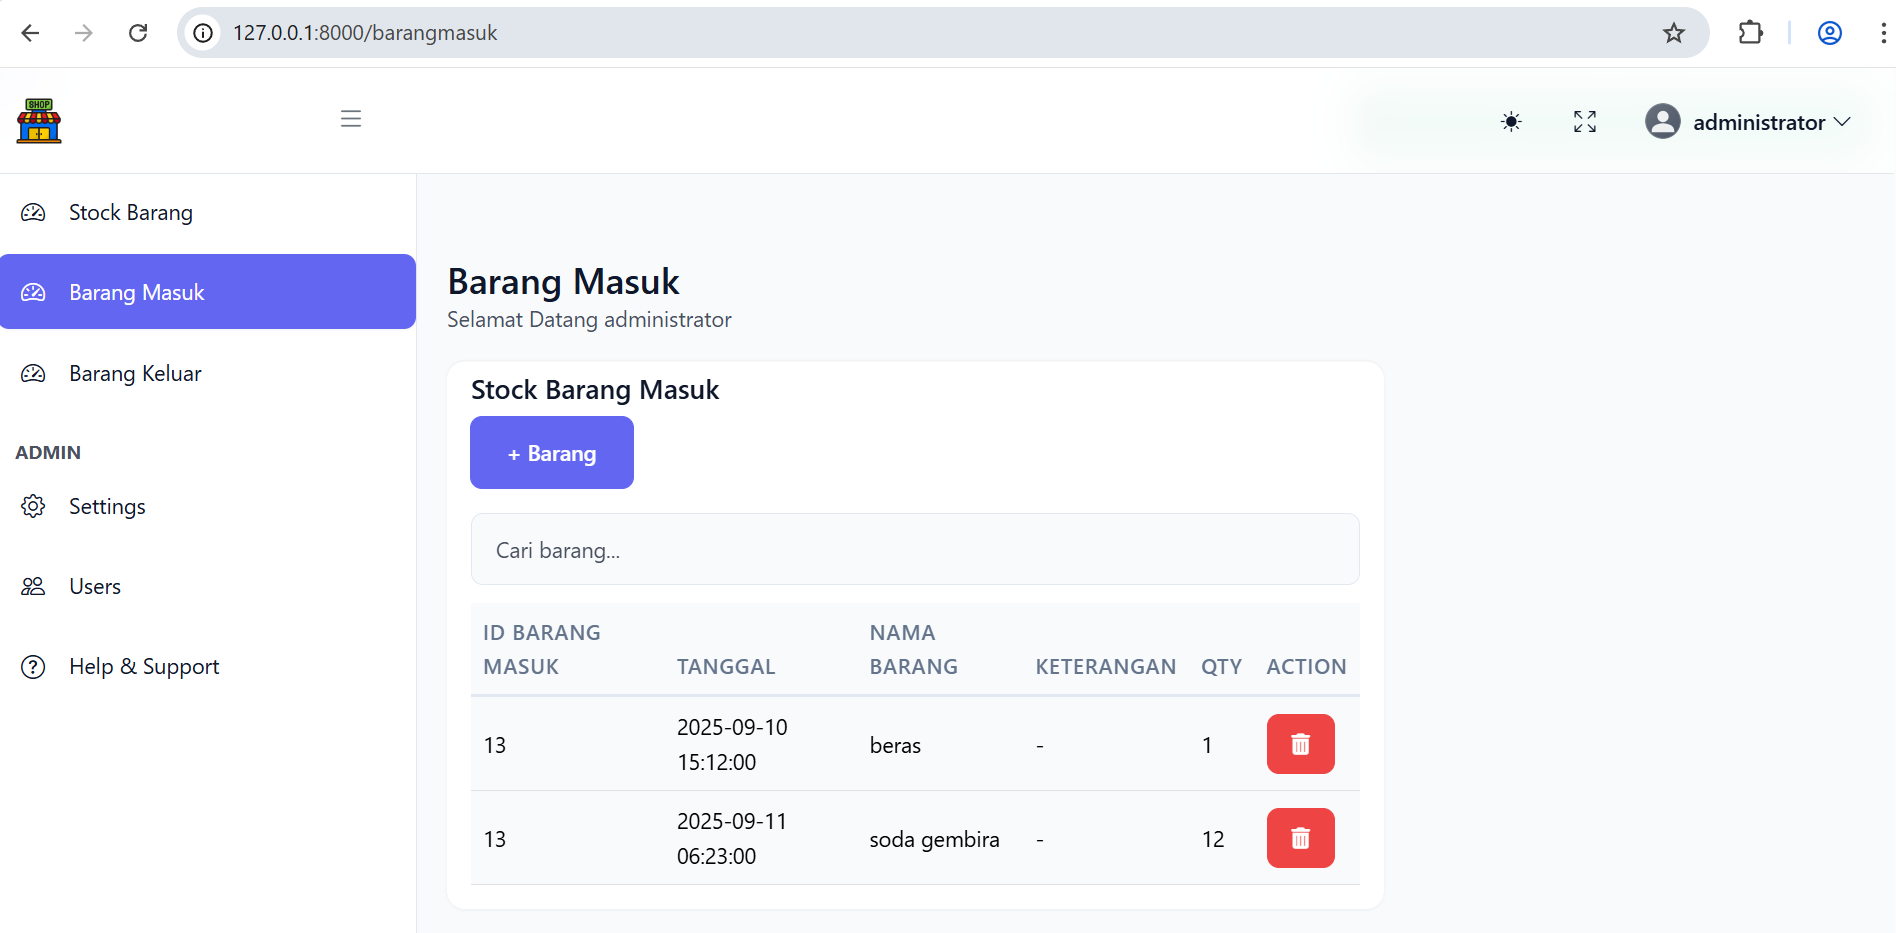 127.0.0.1:8000/barangmasuk
SHOP
administrator
Stock Barang
Barang Masuk
Barang Keluar
ADMIN
Settings
Users
Help & Support
Barang Masuk
Selamat Datang administrator
Stock Barang Masuk
+ Barang
Cari barang...
ID BARANG MASUK TANGGAL NAMA BARANG KETERANGAN QTY ACTION
13 2025-09-10 15:12:00 beras - 1
13 2025-09-11 06:23:00 soda gembira - 12